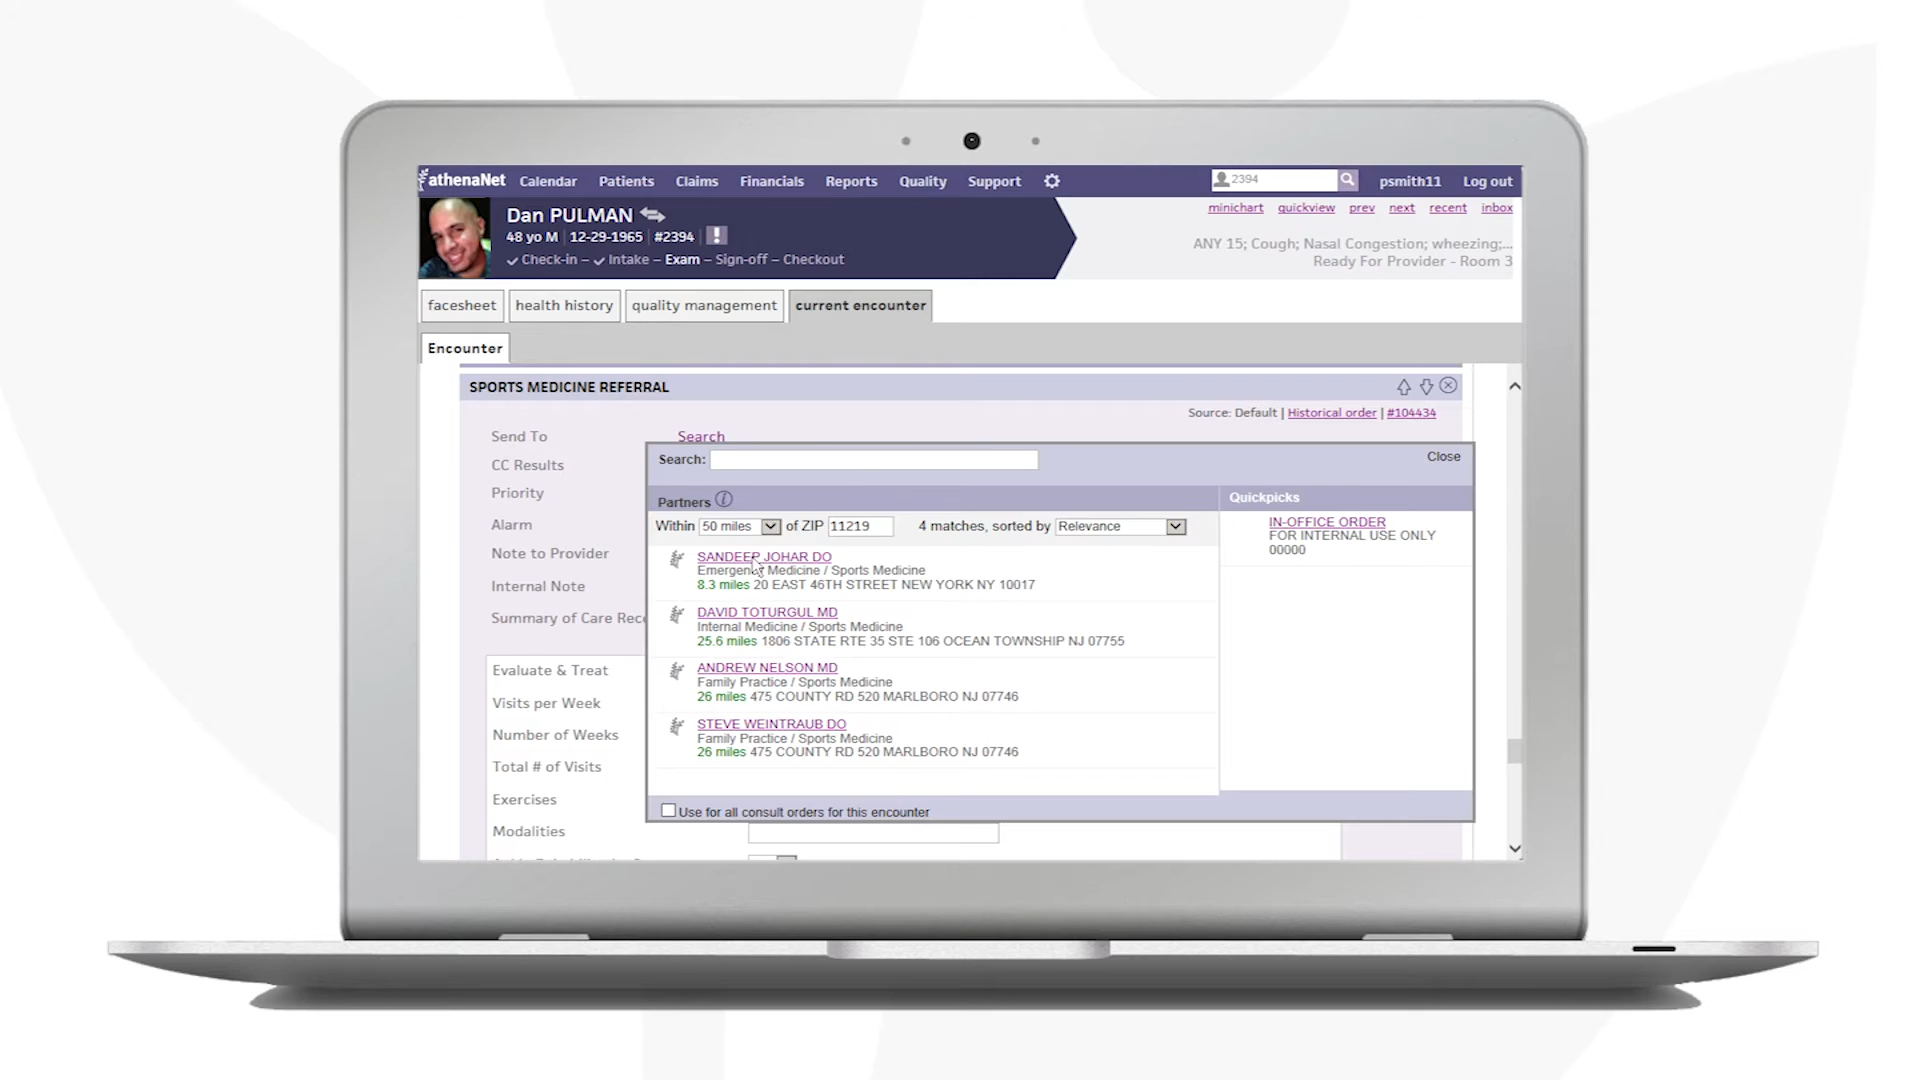 athenaNet Calendar Patients Claims Financials Reports Quality Support 2394 psmith11 Log out
Dan PULMAN
48 yo M | 12-29-1965 | #2394 !
Check-in – Intake – Exam – Sign-off – Checkout
minichart quickview prev next recent inbox
ANY 15; Cough; Nasal Congestion; wheezing;...
Ready For Provider - Room 3
facesheet health history quality management current encounter
Encounter
SPORTS MEDICINE REFERRAL
Source: Default | Historical order | #104434
Send To Search
CC Results
Priority
Alarm
Note to Provider
Internal Note
Summary of Care Rec
Evaluate & Treat
Visits per Week
Number of Weeks
Total # of Visits
Exercises
Modalities
Search: Close
Partners
Within 50 miles of ZIP 11219 4 matches, sorted by Relevance
SANDEEP JOHAR DO
Emergency Medicine / Sports Medicine
8.3 miles 20 EAST 46TH STREET NEW YORK NY 10017
DAVID TOTURGUL MD
Internal Medicine / Sports Medicine
25.6 miles 1806 STATE RTE 35 STE 106 OCEAN TOWNSHIP NJ 07755
ANDREW NELSON MD
Family Practice / Sports Medicine
26 miles 475 COUNTY RD 520 MARLBORO NJ 07746
STEVE WEINTRAUB DO
Family Practice / Sports Medicine
26 miles 475 COUNTY RD 520 MARLBORO NJ 07746
Quickpicks
IN-OFFICE ORDER
FOR INTERNAL USE ONLY
00000
Use for all consult orders for this encounter